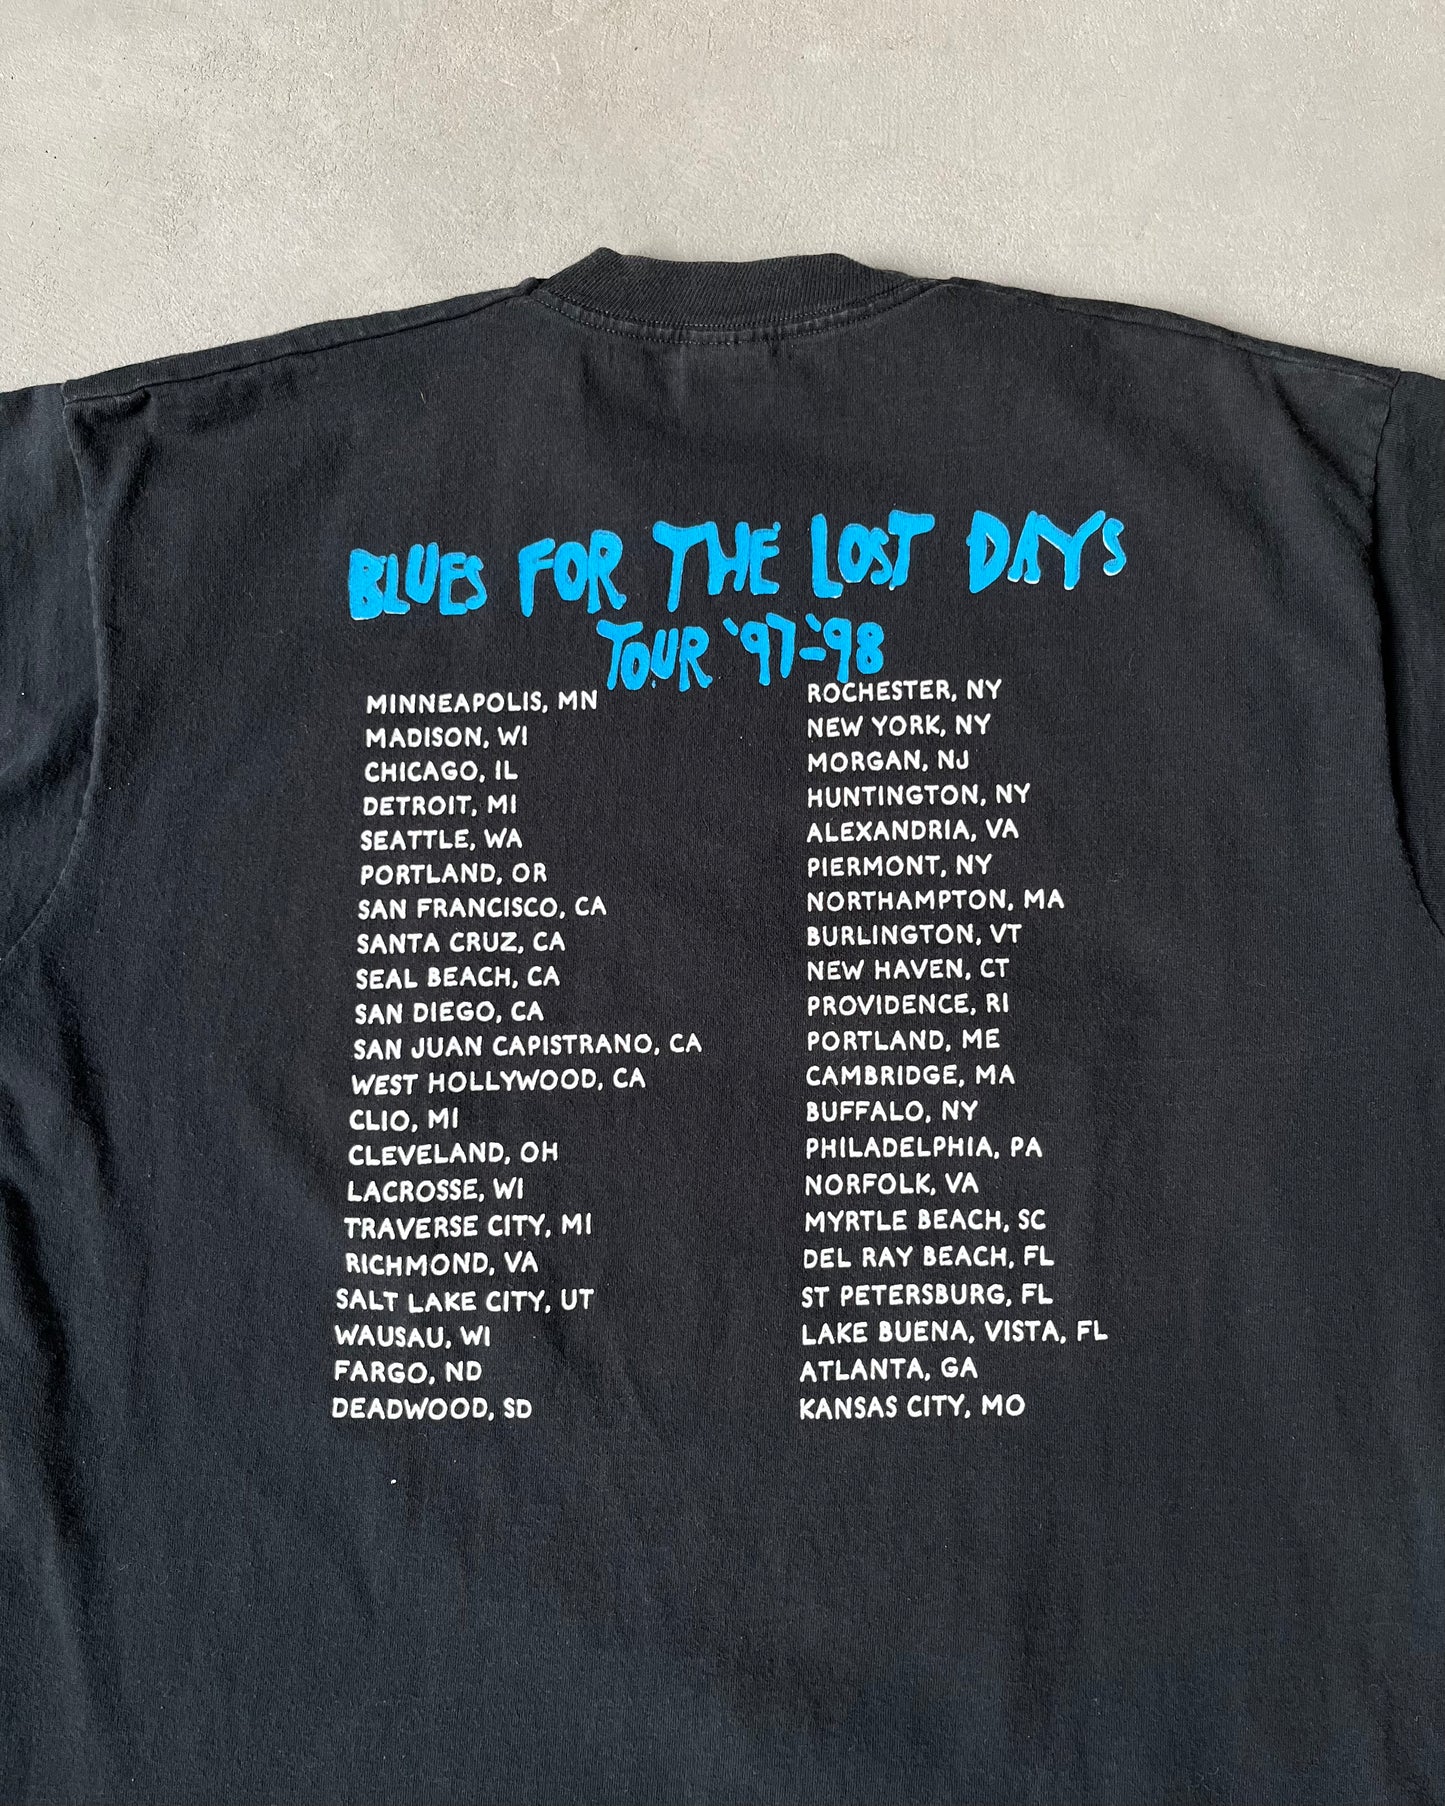 BLUES FOR THE LOST DAYS
TOUR '97-'98
MINNEAPOLIS, MN
MADISON, WI
CHICAGO, IL
DETROIT, MI
SEATTLE, WA
PORTLAND, OR
SAN FRANCISCO, CA
SANTA CRUZ, CA
SEAL BEACH, CA
SAN DIEGO, CA
SAN JUAN CAPISTRANO, CA
WEST HOLLYWOOD, CA
CLIO, MI
CLEVELAND, OH
LACROSSE, WI
TRAVERSE CITY, MI
RICHMOND, VA
SALT LAKE CITY, UT
WAUSAU, WI
FARGO, ND
DEADWOOD, SD
ROCHESTER, NY
NEW YORK, NY
MORGAN, NJ
HUNTINGTON, NY
ALEXANDRIA, VA
PIERMONT, NY
NORTHAMPTON, MA
BURLINGTON, VT
NEW HAVEN, CT
PROVIDENCE, RI
PORTLAND, ME
CAMBRIDGE, MA
BUFFALO, NY
PHILADELPHIA, PA
NORFOLK, VA
MYRTLE BEACH, SC
DEL RAY BEACH, FL
ST PETERSBURG, FL
LAKE BUENA, VISTA, FL
ATLANTA, GA
KANSAS CITY, MO